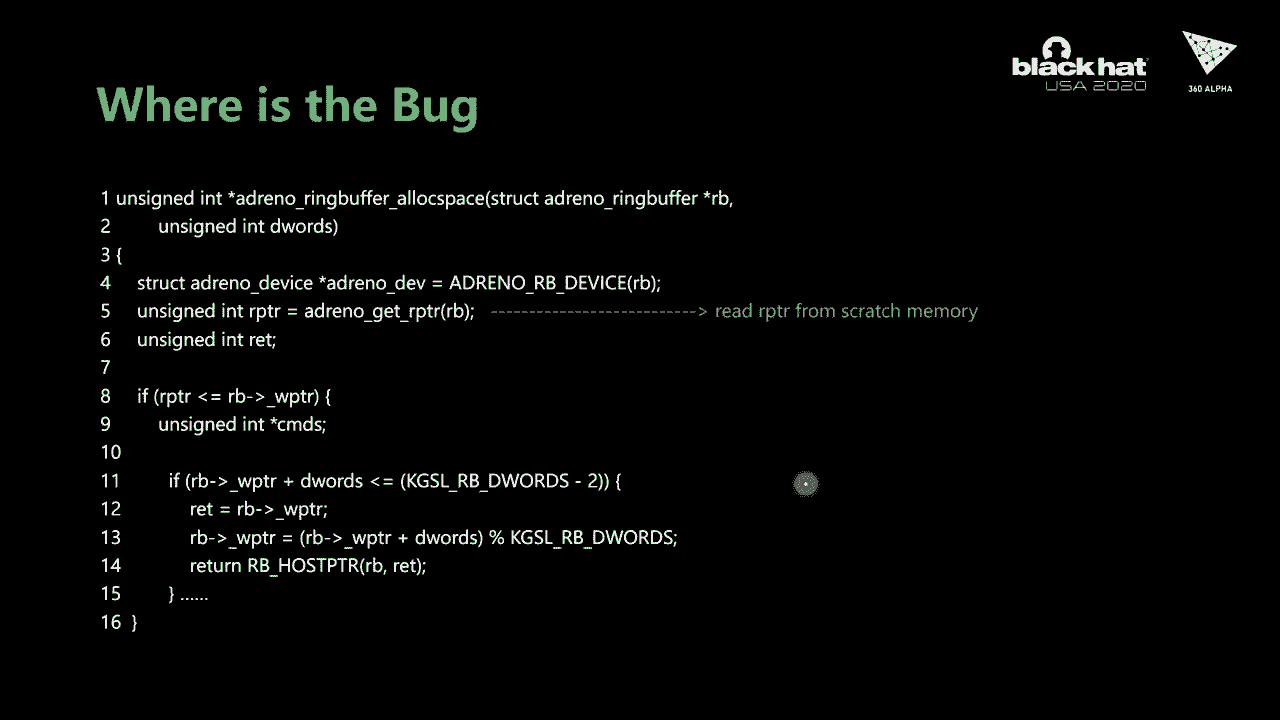 black hat
USA 2020
360 ALPHA
Where is the Bug
1 unsigned int *adreno_ringbuffer_allocspace(struct adreno_ringbuffer *rb,
2 unsigned int dwords)
3 {
4 struct adreno_device *adreno_dev = ADRENO_RB_DEVICE(rb);
5 unsigned int rptr = adreno_get_rptr(rb); ---------------------------> read rptr from scratch memory
6 unsigned int ret;
7
8 if (rptr <= rb->_wptr) {
9 unsigned int *cmds;
10
11 if (rb->_wptr + dwords <= (KGSL_RB_DWORDS - 2)) {
12 ret = rb->_wptr;
13 rb->_wptr = (rb->_wptr + dwords) % KGSL_RB_DWORDS;
14 return RB_HOSTPTR(rb, ret);
15 } ......
16 }